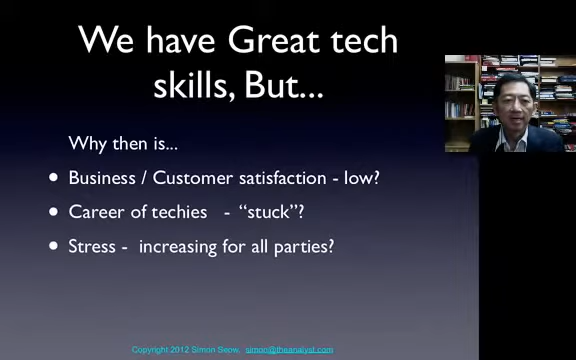 We have Great tech
skills, But...
Why then is...
• Business / Customer satisfaction - low?
• Career of techies - “stuck”?
• Stress - increasing for all parties?
Copyright 2012 Simon Seow, simon@theanalyst.com